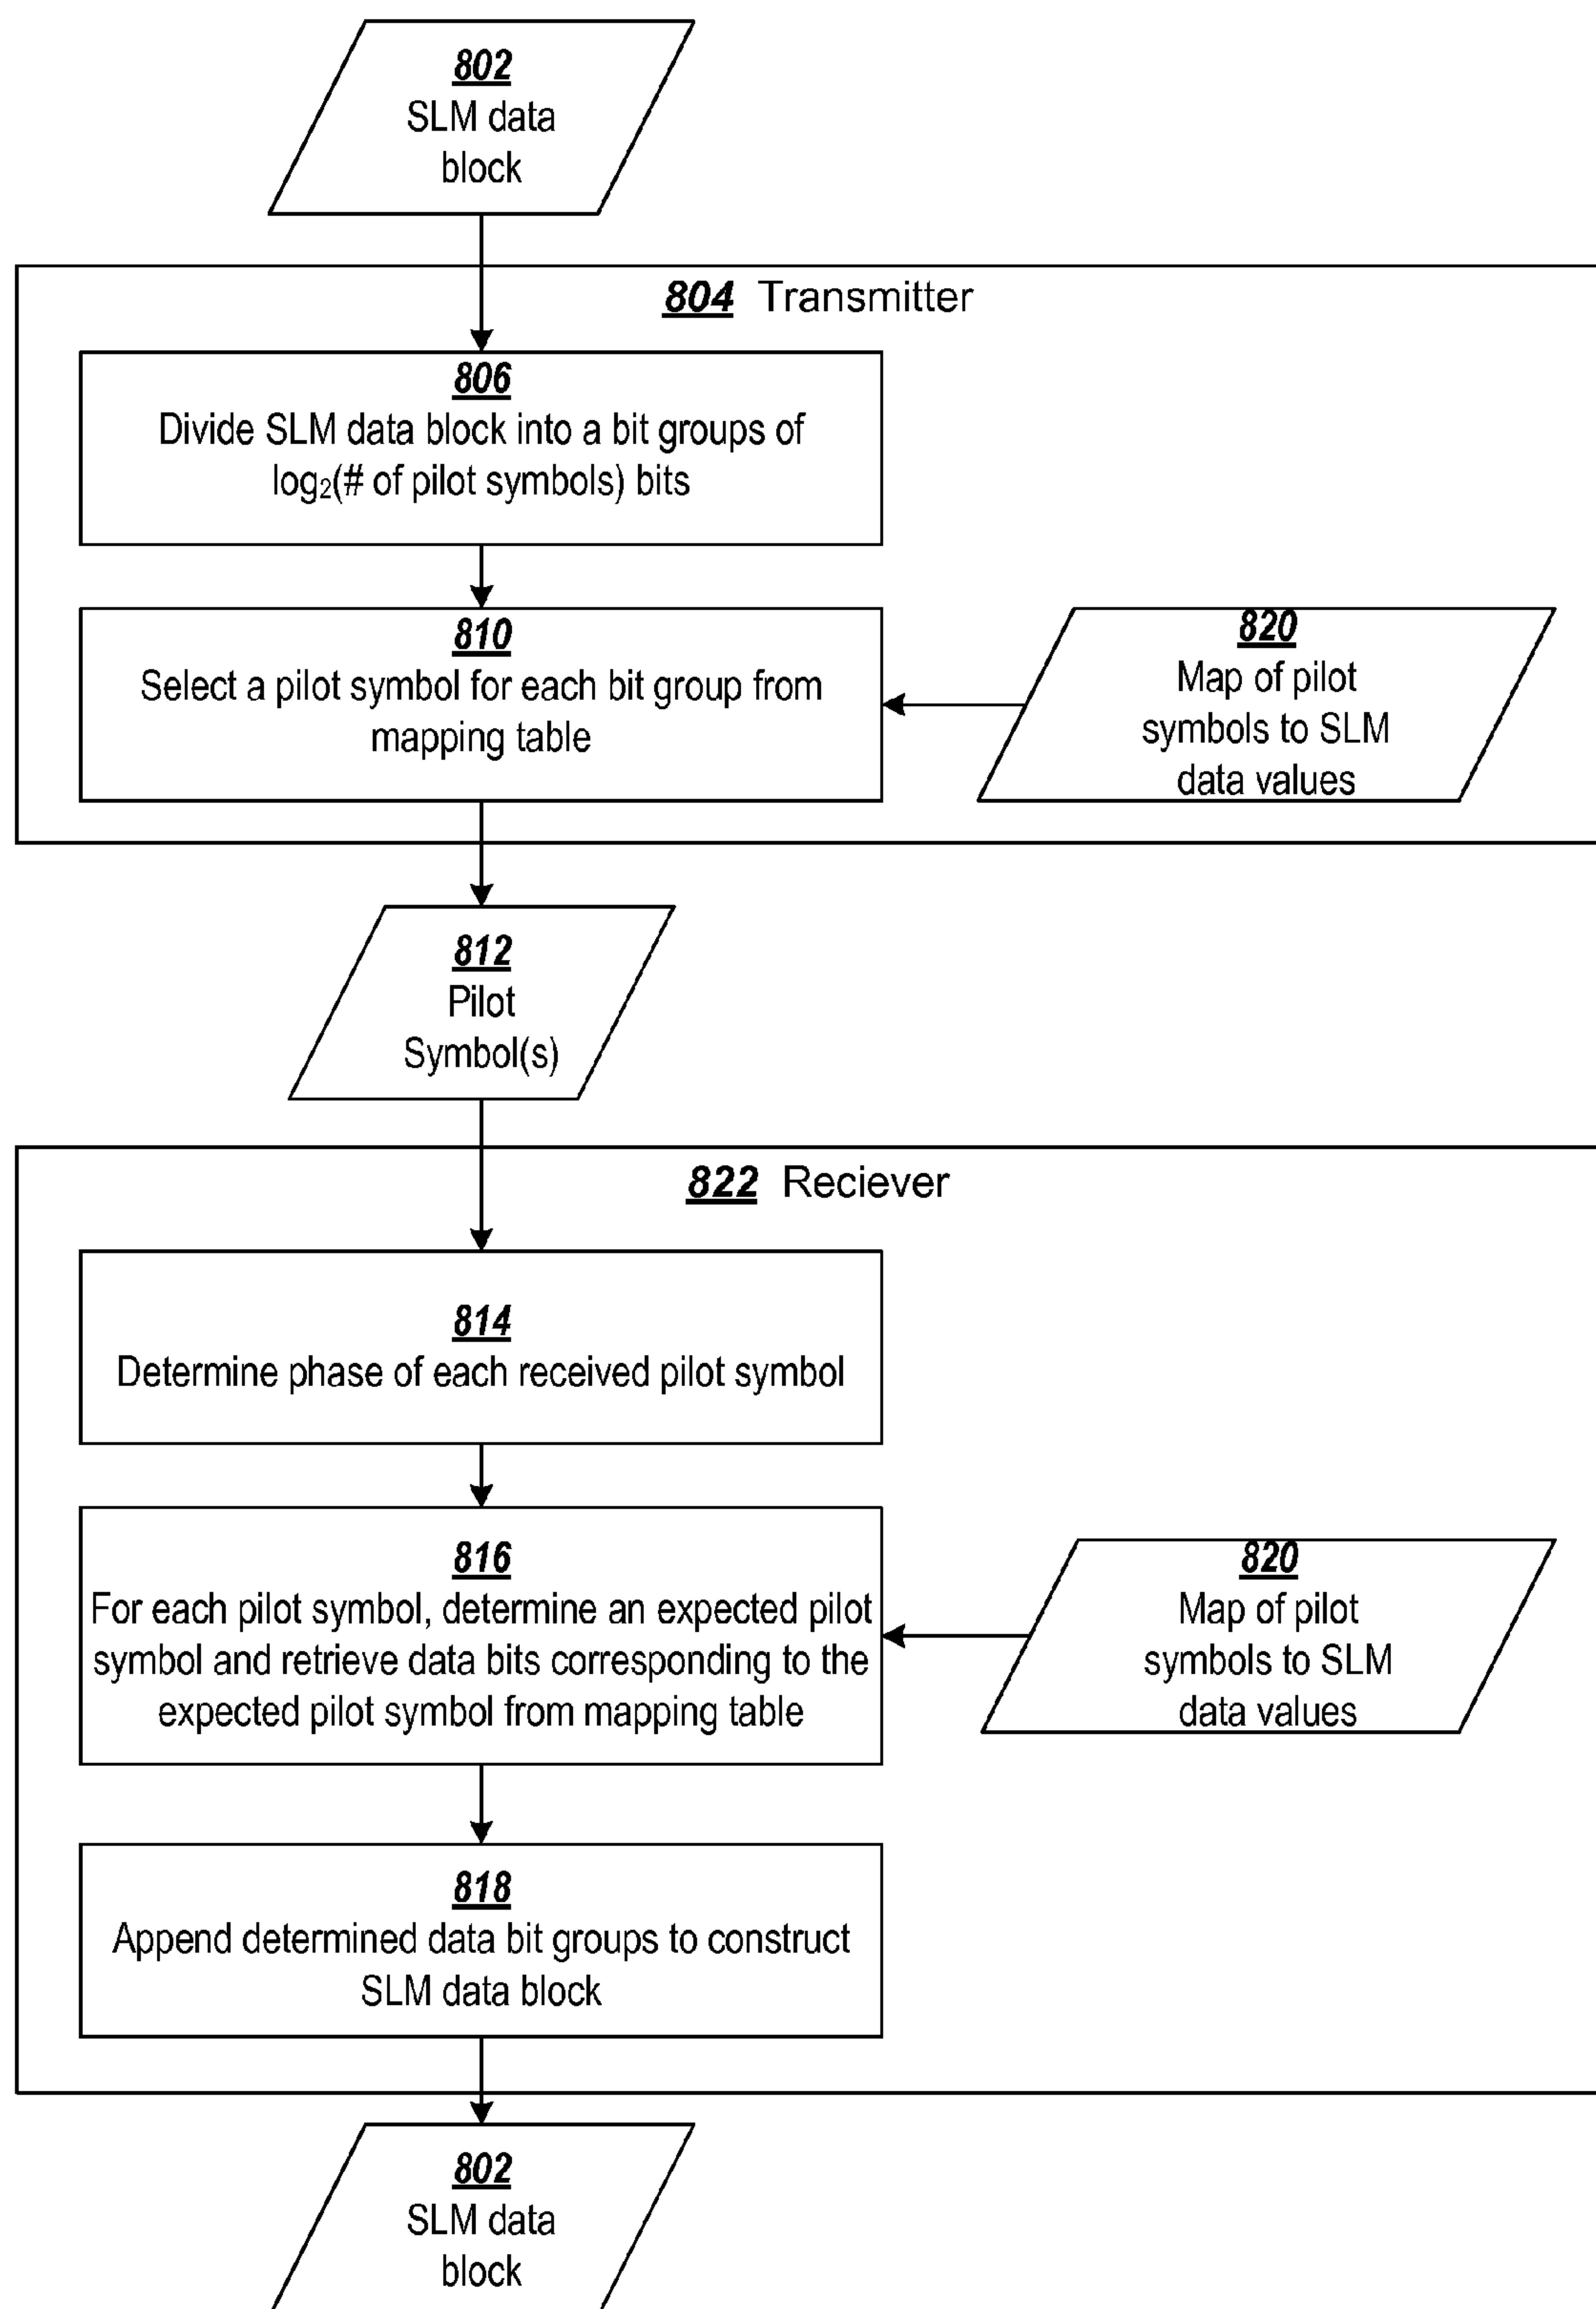 802
SLM data
block
804 Transmitter
806
Divide SLM data block into a bit groups of
log₂(# of pilot symbols) bits
810
Select a pilot symbol for each bit group from
mapping table
820
Map of pilot
symbols to SLM
data values
812
Pilot
Symbol(s)
822 Reciever
814
Determine phase of each received pilot symbol
816
For each pilot symbol, determine an expected pilot
symbol and retrieve data bits corresponding to the
expected pilot symbol from mapping table
820
Map of pilot
symbols to SLM
data values
818
Append determined data bit groups to construct
SLM data block
802
SLM data
block